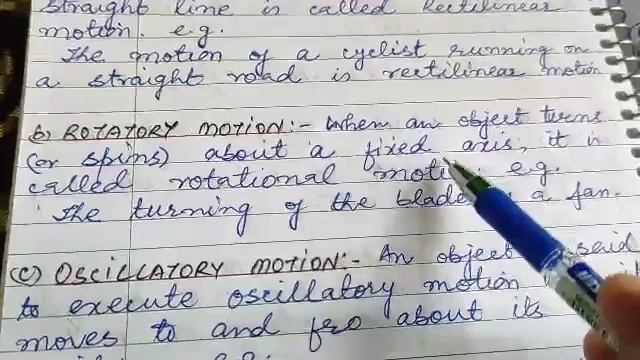 straight line is called Rectilinear
motion. e.g.
The motion of a cyclist running on
a straight road is rectilinear motion
b) ROTATORY MOTION:- When an object turns
(or spins) about a fixed axis, it is
called rotational e.g.
The turning of the blade a fan.
(c) OSCILLATORY MOTION:- An object said
to execute oscillatory motion
moves to and fro about its